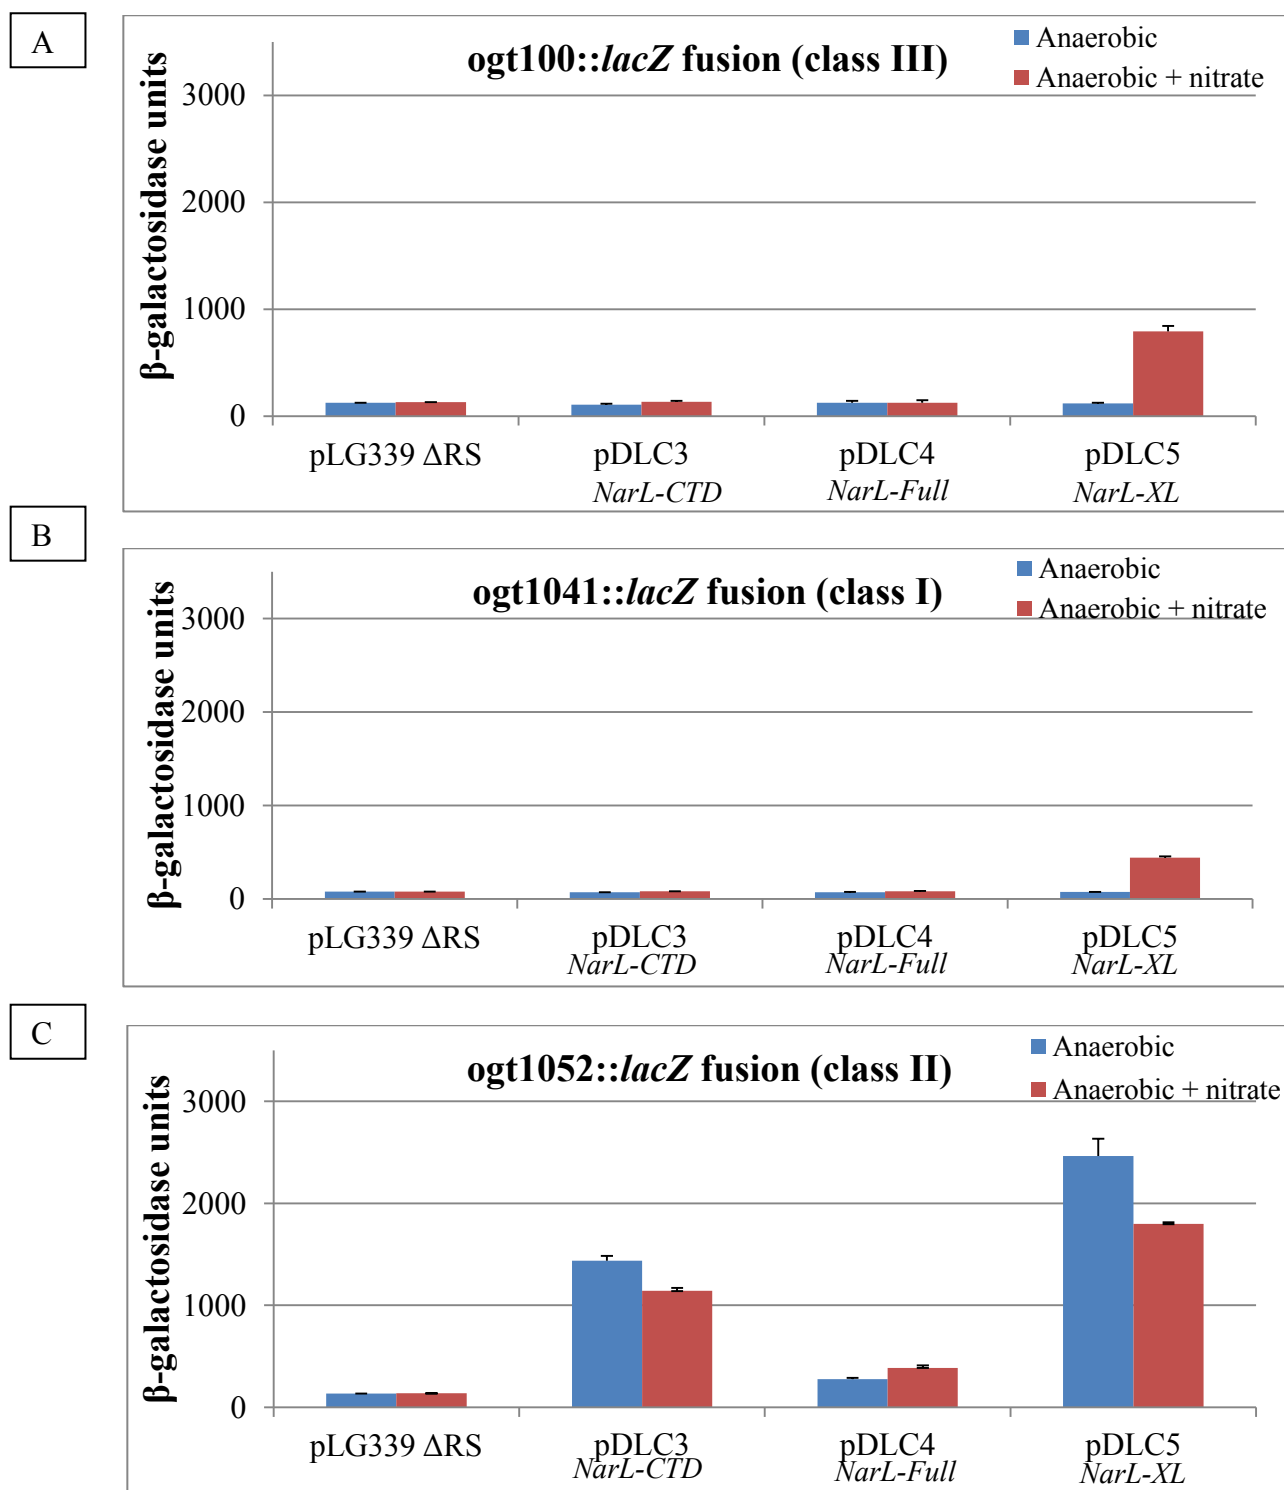 A
ogt100::lacZ fusion (class III)
Anaerobic
Anaerobic + nitrate
β-galactosidase units
3000
2000
1000
0
pLG339 ΔRS
pDLC3
pDLC4
pDLC5
NarL-CTD
NarL-Full
NarL-XL
B
ogt1041::lacZ fusion (class I)
Anaerobic
Anaerobic + nitrate
β-galactosidase units
3000
2000
1000
0
pLG339 ΔRS
pDLC3
pDLC4
pDLC5
NarL-CTD
NarL-Full
NarL-XL
C
ogt1052::lacZ fusion (class II)
Anaerobic
Anaerobic + nitrate
β-galactosidase units
3000
2000
1000
0
pLG339 ΔRS
pDLC3
pDLC4
pDLC5
NarL-CTD
NarL-Full
NarL-XL